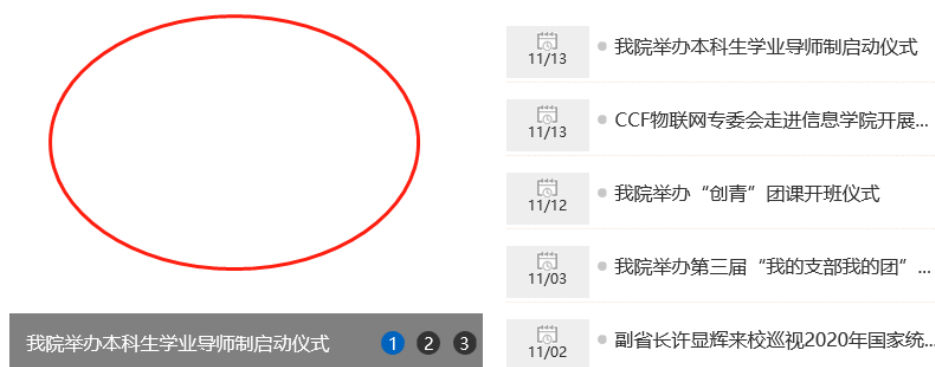 我院举办本科生学业导师制启动仪式 1 2 3
11/13 我院举办本科生学业导师制启动仪式
11/13 CCF物联网专委会走进信息学院开展...
11/12 我院举办“创青”团课开班仪式
11/03 我院举办第三届“我的支部我的团”...
11/02 副省长许显辉来校巡视2020年国家统...